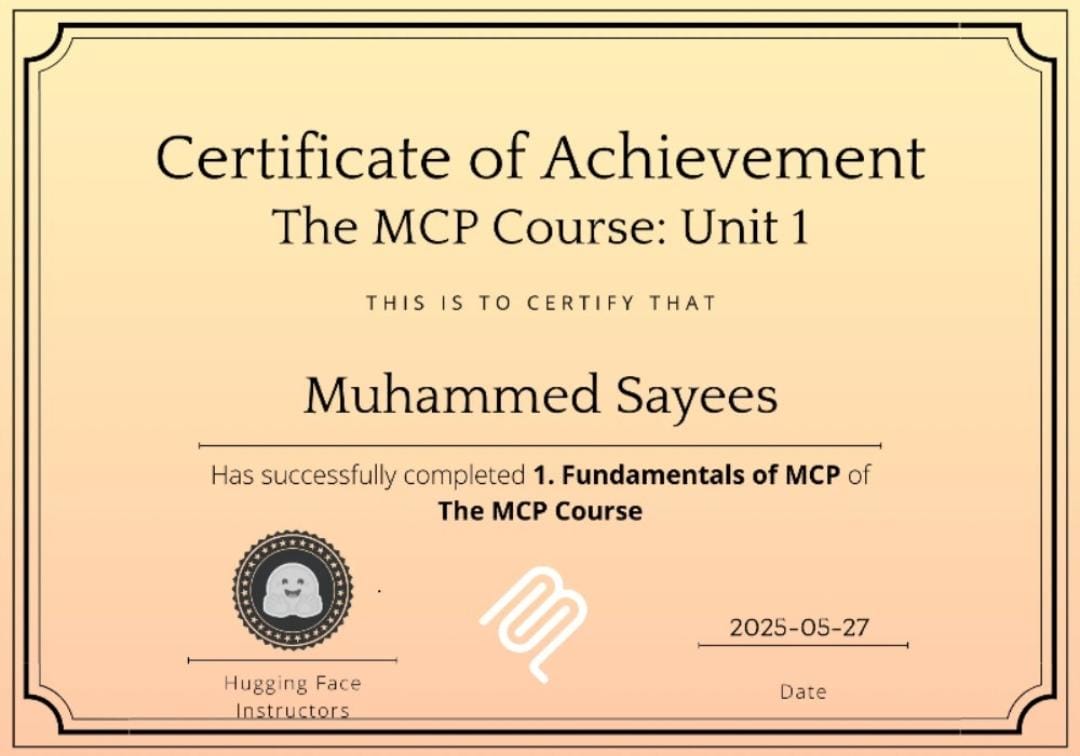 Certificate of Achievement
The MCP Course: Unit 1
THIS IS TO CERTIFY THAT
Muhammed Sayees
Has successfully completed 1. Fundamentals of MCP of
The MCP Course
2025-05-27
Hugging Face
Instructors
Date